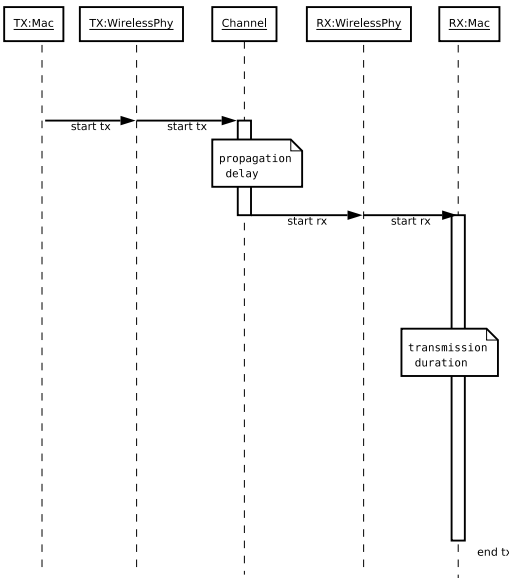 TX:Mac
TX:WirelessPhy
Channel
RX:WirelessPhy
RX:Mac
start tx
start tx
propagation
delay
start rx
start rx
transmission
duration
end tx